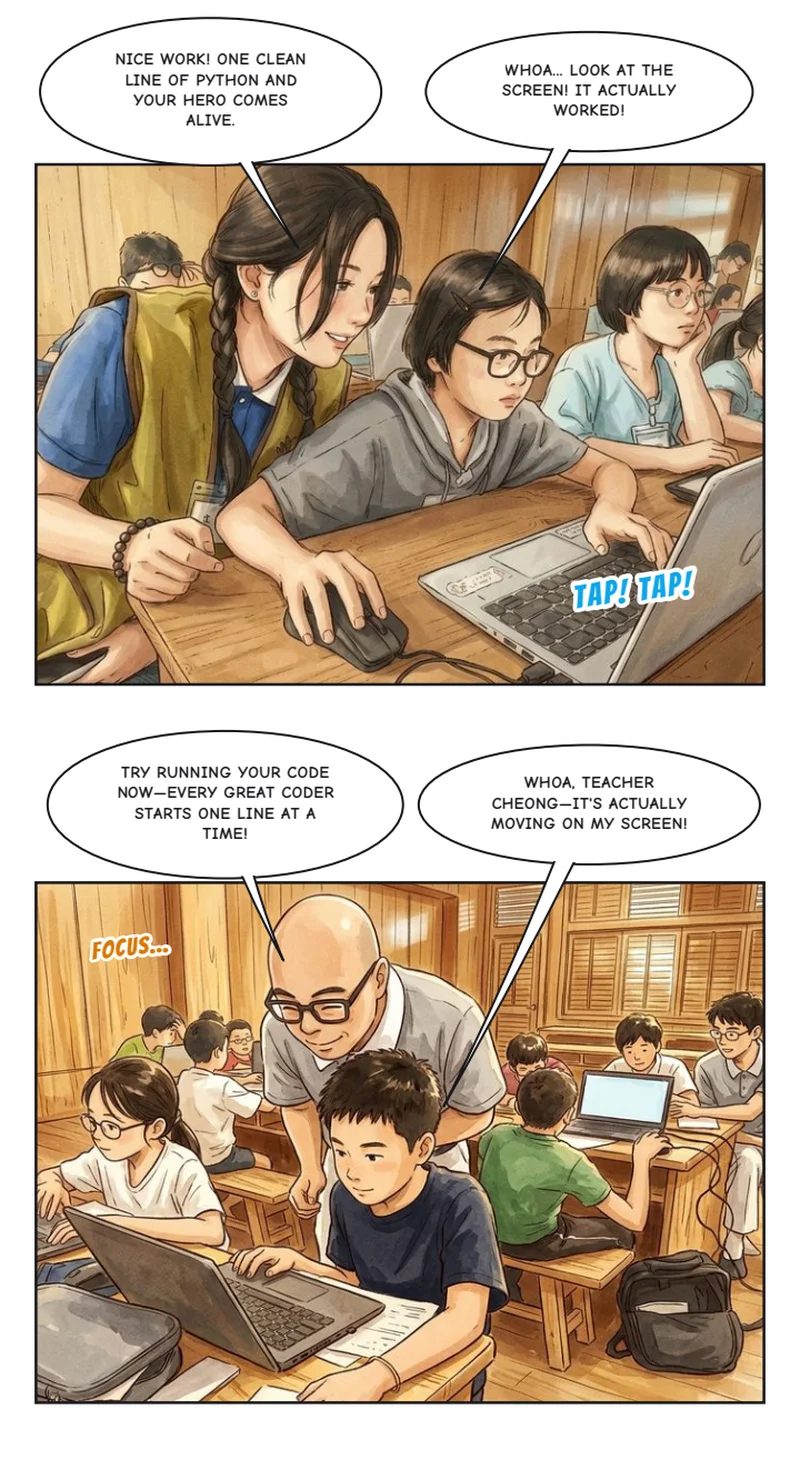 NICE WORK! ONE CLEAN
LINE OF PYTHON AND
YOUR HERO COMES
ALIVE.
WHOA... LOOK AT THE
SCREEN! IT ACTUALLY
WORKED!
TAP! TAP!
TRY RUNNING YOUR CODE
NOW—EVERY GREAT CODER
STARTS ONE LINE AT A
TIME!
WHOA, TEACHER
CHEONG—IT'S ACTUALLY
MOVING ON MY SCREEN!
FOCUS...